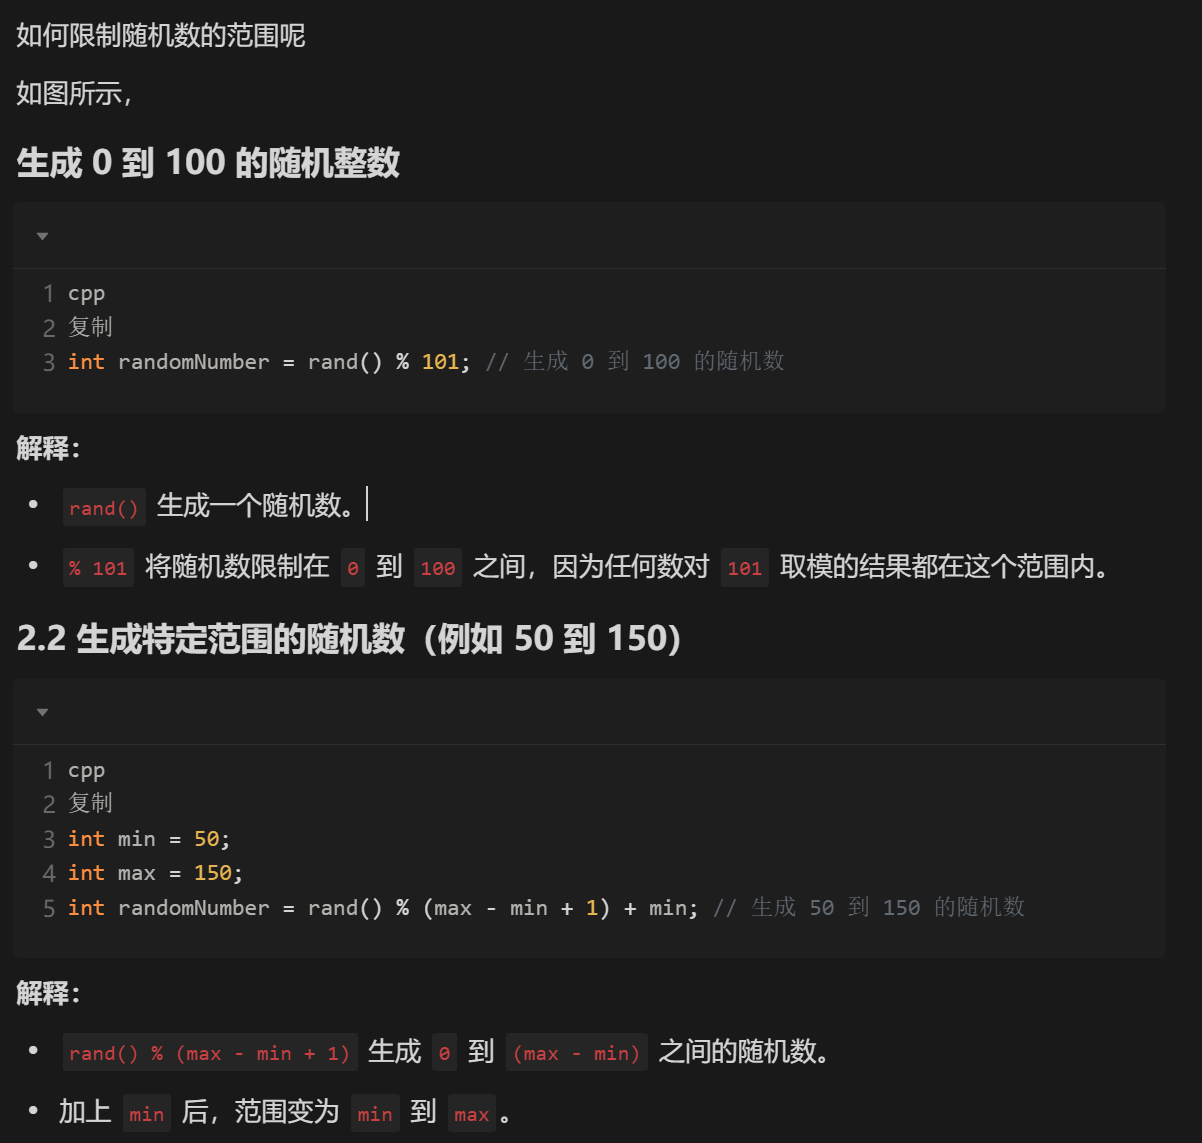 如何限制随机数的范围呢
如图所示，
生成 0 到 100 的随机整数
1 cpp
2 复制
3 int randomNumber = rand() % 101; // 生成 0 到 100 的随机数
解释：
• rand() 生成一个随机数。
• % 101 将随机数限制在 0 到 100 之间，因为任何数对 101 取模的结果都在这个范围内。
2.2 生成特定范围的随机数（例如 50 到 150）
1 cpp
2 复制
3 int min = 50;
4 int max = 150;
5 int randomNumber = rand() % (max - min + 1) + min; // 生成 50 到 150 的随机数
解释：
• rand() % (max - min + 1) 生成 0 到 (max - min) 之间的随机数。
• 加上 min 后，范围变为 min 到 max 。